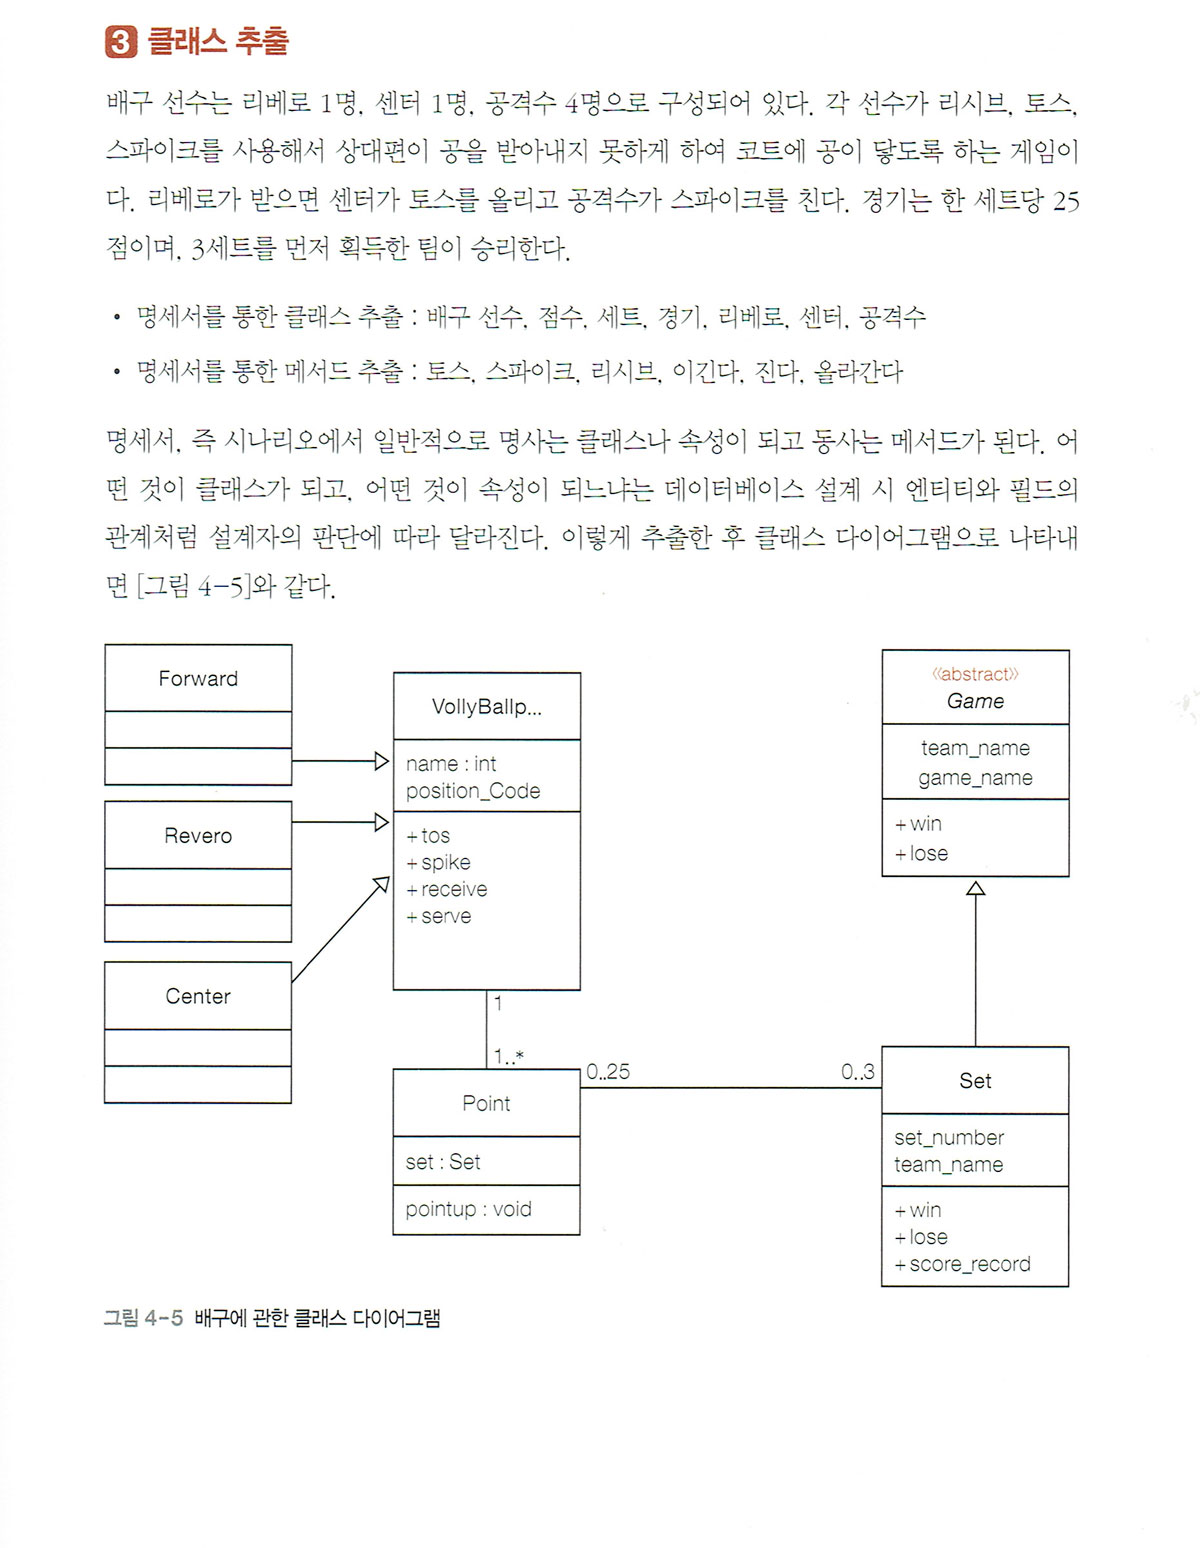 3 클래스 추출
배구 선수는 리베로 1명, 센터 1명, 공격수 4명으로 구성되어 있다. 각 선수가 리시브, 토스,
스파이크를 사용해서 상대편이 공을 받아내지 못하게 하여 코트에 공이 닿도록 하는 게임이
다. 리베로가 받으면 센터가 토스를 올리고 공격수가 스파이크를 친다. 경기는 한 세트당 25
점이며, 3세트를 먼저 획득한 팀이 승리한다.
• 명세서를 통한 클래스 추출 : 배구 선수, 점수, 세트, 경기, 리베로, 센터, 공격수
• 명세서를 통한 메서드 추출 : 토스, 스파이크, 리시브, 이긴다, 진다, 올라간다
명세서, 즉 시나리오에서 일반적으로 명사는 클래스나 속성이 되고 동사는 메서드가 된다. 어
떤 것이 클래스가 되고, 어떤 것이 속성이 되느냐는 데이터베이스 설계 시 엔티티와 필드의
관계처럼 설계자의 판단에 따라 달라진다. 이렇게 추출한 후 클래스 다이어그램으로 나타내
면 [그림 4-5]와 같다.
Forward
Revero
Center
VollyBallp...
name : int
position_Code
+tos
+spike
+receive
+serve
1
1..*
Point
set : Set
pointup : void
0..25
0..3
《abstract》
Game
team_name
game_name
+win
+lose
Set
set_number
team_name
+win
+lose
+score_record
그림 4-5 배구에 관한 클래스 다이어그램